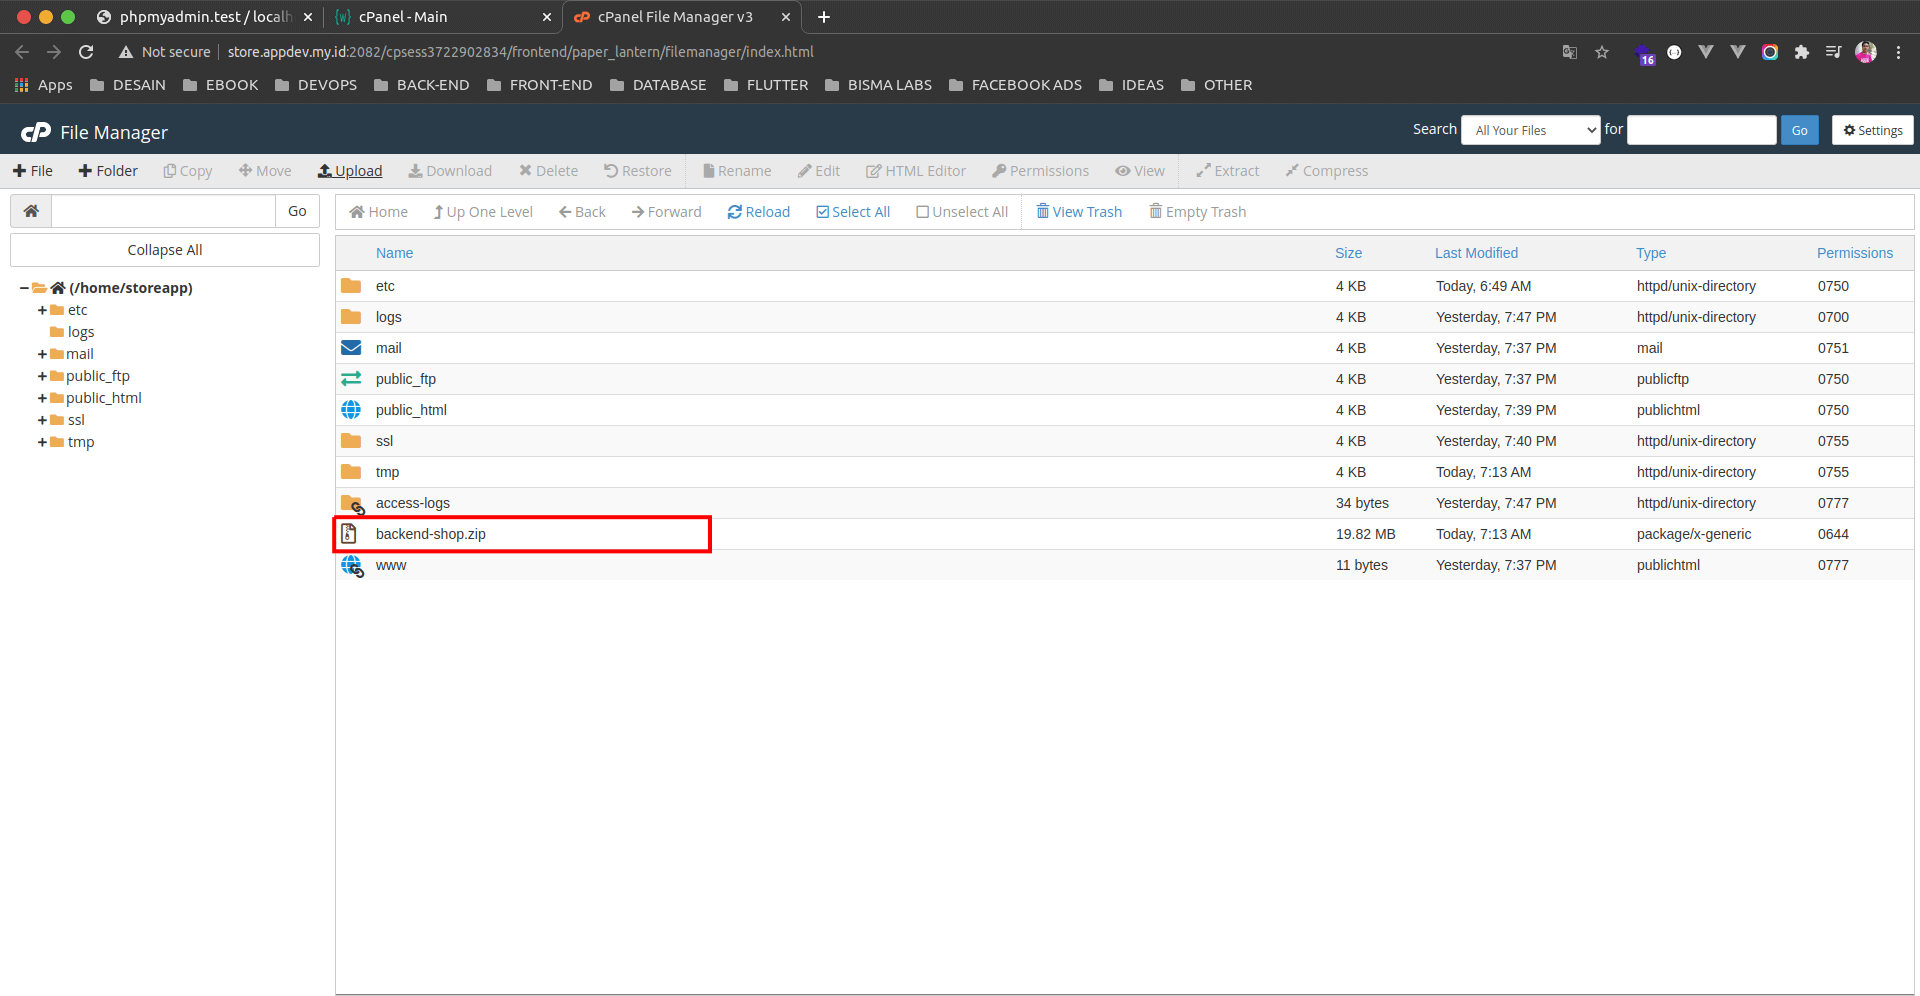 phpmyadmin.test / localh
cPanel - Main
cPanel File Manager v3
Not secure
store.appdev.my.id:2082/cpsess3722902834/frontend/paper_lantern/filemanager/index.html
16
Apps
DESAIN
EBOOK
DEVOPS
BACK-END
FRONT-END
DATABASE
FLUTTER
BISMA LABS
FACEBOOK ADS
IDEAS
OTHER
cP File Manager
Search
All Your Files
for
Go
Settings
File
Folder
Copy
Move
Upload
Download
Delete
Restore
Rename
Edit
HTML Editor
Permissions
View
Extract
Compress
Go
Collapse All
(/home/storeapp)
etc
logs
mail
public_ftp
public_html
ssl
tmp
Home
Up One Level
Back
Forward
Reload
Select All
Unselect All
View Trash
Empty Trash
Name Size Last Modified Type Permissions
etc 4 KB Today, 6:49 AM httpd/unix-directory 0750
logs 4 KB Yesterday, 7:47 PM httpd/unix-directory 0700
mail 4 KB Yesterday, 7:37 PM mail 0751
public_ftp 4 KB Yesterday, 7:37 PM publicftp 0750
public_html 4 KB Yesterday, 7:39 PM publichtml 0750
ssl 4 KB Yesterday, 7:40 PM httpd/unix-directory 0755
tmp 4 KB Today, 7:13 AM httpd/unix-directory 0755
access-logs 34 bytes Yesterday, 7:47 PM httpd/unix-directory 0777
backend-shop.zip 19.82 MB Today, 7:13 AM package/x-generic 0644
www 11 bytes Yesterday, 7:37 PM publichtml 0777